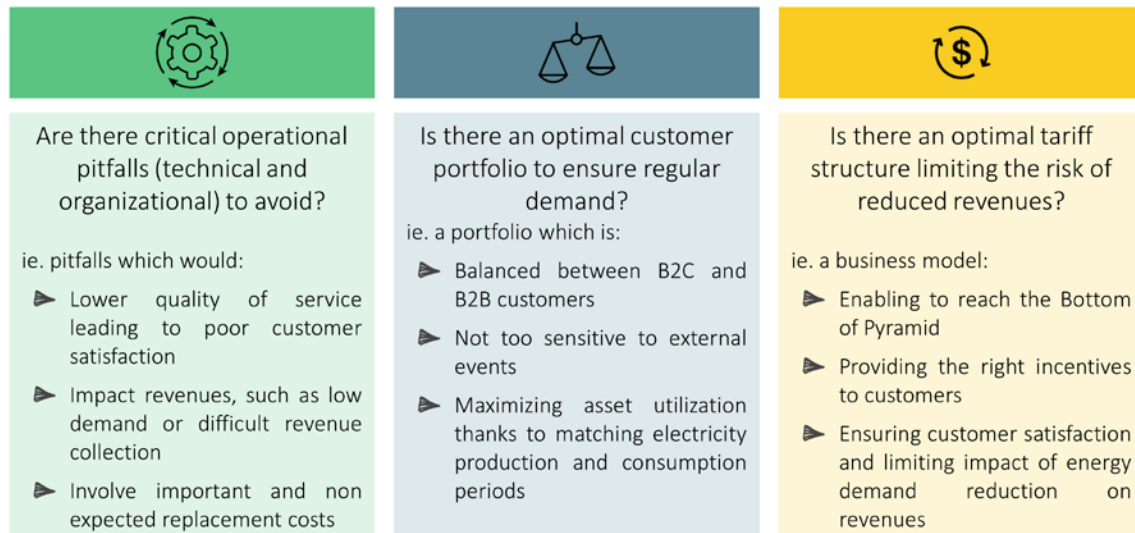 $
Are there critical operational
pitfalls (technical and
organizational) to avoid?
ie. pitfalls which would:
Lower quality of service
leading to poor customer
satisfaction
Impact revenues, such as low
demand or difficult revenue
collection
Involve important and non
expected replacement costs
Is there an optimal customer
portfolio to ensure regular
demand?
ie. a portfolio which is:
Balanced between B2C and
B2B customers
Not too sensitive to external
events
Maximizing asset utilization
thanks to matching electricity
production and consumption
periods
Is there an optimal tariff
structure limiting the risk of
reduced revenues?
ie. a business model:
Enabling to reach the Bottom
of Pyramid
Providing the right incentives
to customers
Ensuring customer satisfaction
and limiting impact of energy
demand reduction on
revenues